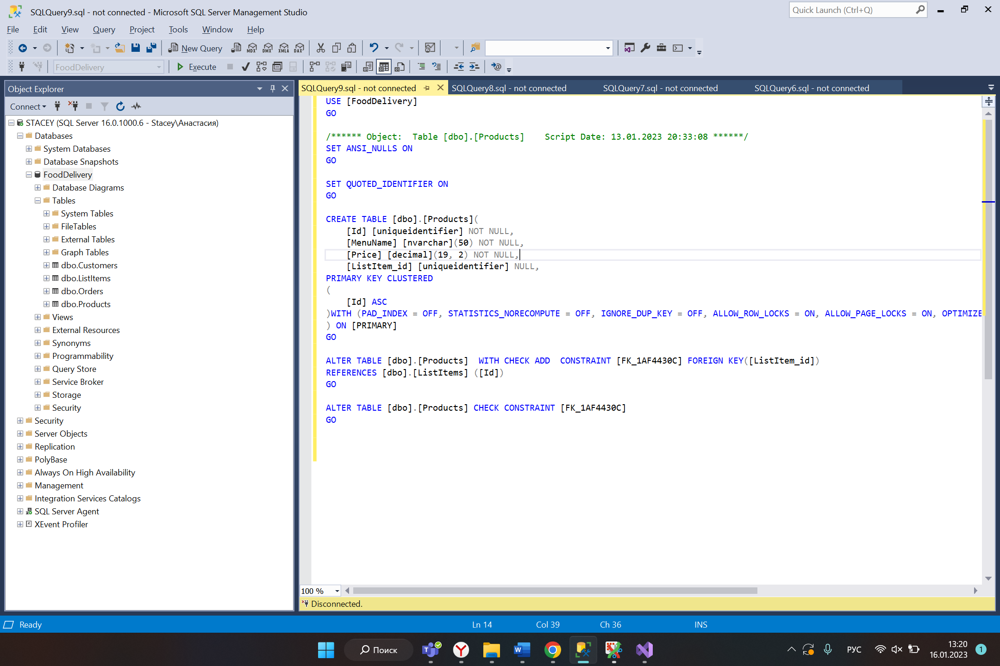 SQLQuery9.sql - not connected - Microsoft SQL Server Management Studio
Quick Launch (Ctrl+Q)
File Edit View Query Project Tools Window Help
New Query MDX DMX XMLA DAX
FoodDelivery Execute
Object Explorer
Connect
STACEY (SQL Server 16.0.1000.6 - Stacey\Анастасия)
Databases
System Databases
Database Snapshots
FoodDelivery
Database Diagrams
Tables
System Tables
FileTables
External Tables
Graph Tables
dbo.Customers
dbo.ListItems
dbo.Orders
dbo.Products
Views
External Resources
Synonyms
Programmability
Query Store
Service Broker
Storage
Security
Security
Server Objects
Replication
PolyBase
Always On High Availability
Management
Integration Services Catalogs
SQL Server Agent
XEvent Profiler
SQLQuery9.sql - not connected SQLQuery8.sql - not connected SQLQuery7.sql - not connected SQLQuery6.sql - not connected
USE [FoodDelivery]
GO
/****** Object:  Table [dbo].[Products]    Script Date: 13.01.2023 20:33:08 ******/
SET ANSI_NULLS ON
GO
SET QUOTED_IDENTIFIER ON
GO
CREATE TABLE [dbo].[Products](
[Id] [uniqueidentifier] NOT NULL,
[MenuName] [nvarchar](50) NOT NULL,
[Price] [decimal](19, 2) NOT NULL,
[ListItem_id] [uniqueidentifier] NULL,
PRIMARY KEY CLUSTERED
(
[Id] ASC
)WITH (PAD_INDEX = OFF, STATISTICS_NORECOMPUTE = OFF, IGNORE_DUP_KEY = OFF, ALLOW_ROW_LOCKS = ON, ALLOW_PAGE_LOCKS = ON, OPTIMIZE
) ON [PRIMARY]
GO
ALTER TABLE [dbo].[Products]  WITH CHECK ADD  CONSTRAINT [FK_1AF4430C] FOREIGN KEY([ListItem_id])
REFERENCES [dbo].[ListItems] ([Id])
GO
ALTER TABLE [dbo].[Products] CHECK CONSTRAINT [FK_1AF4430C]
GO
100 %
Disconnected.
Ready Ln 14 Col 39 Ch 36 INS
Поиск
РУС
13:20
16.01.2023
1